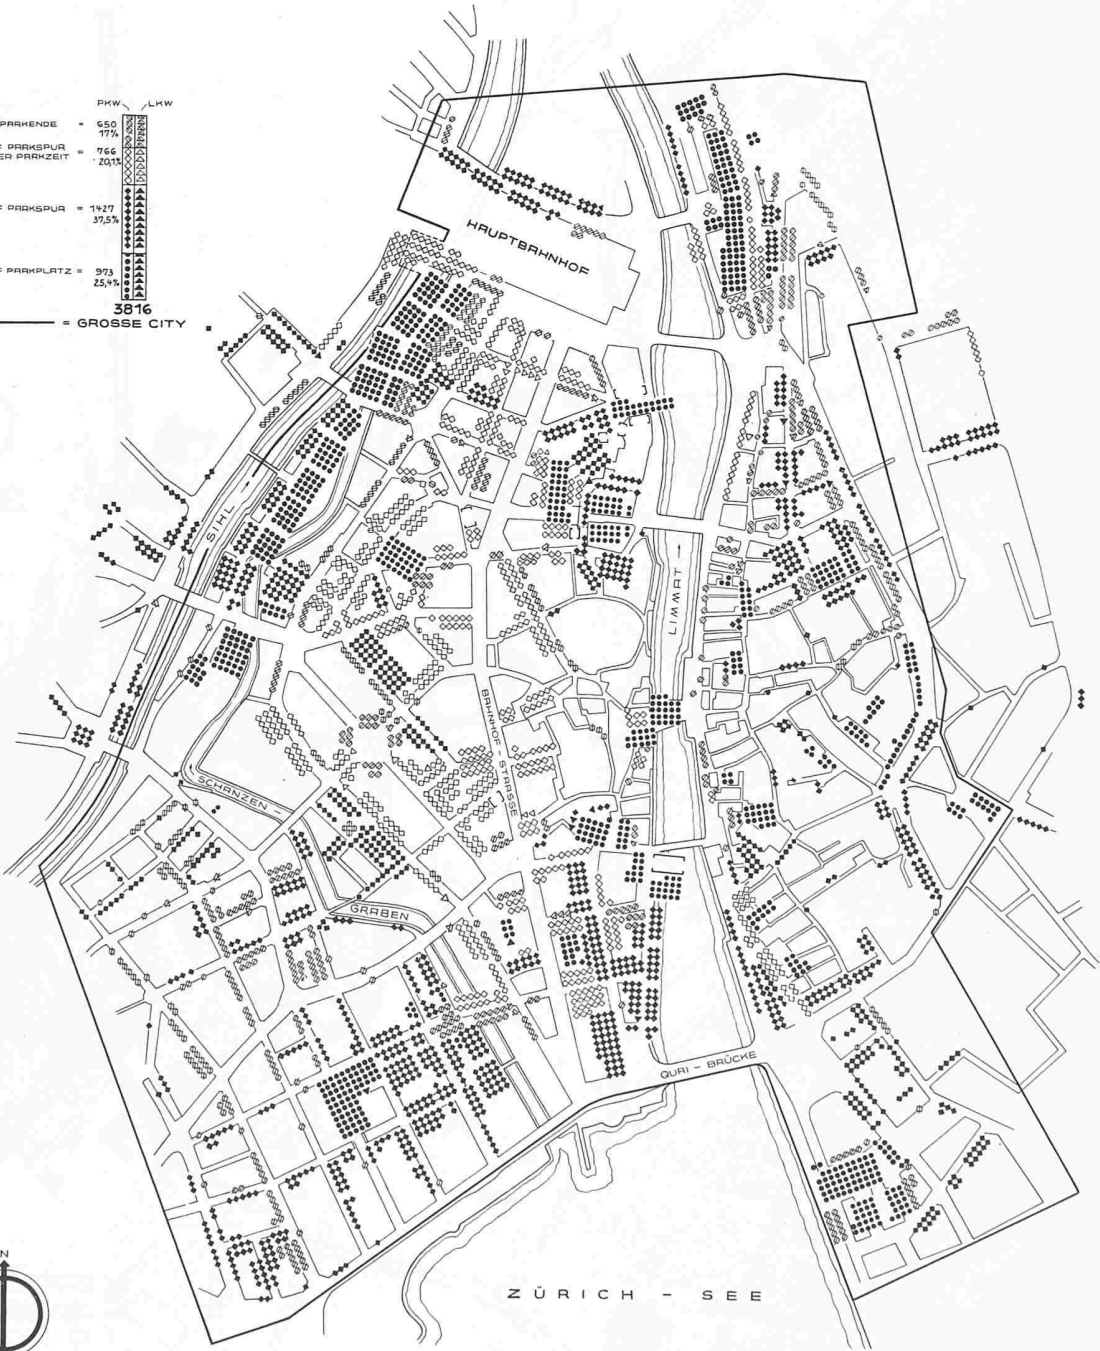 PKW LKW
PARKENDE = 650
17%
PARKSPUR = 766
ER PARKZEIT 20,1%
PARKSPUR = 1427
37,5%
PARKPLATZ = 973
25,4%
3816
= GROSSE CITY
HAUPTBAHNHOF
SIHL
LIMMAT
BAHNHOF - STRASSE
SCHANZEN -
GRABEN
QUAI - BRÜCKE
N
ZÜRICH - SEE